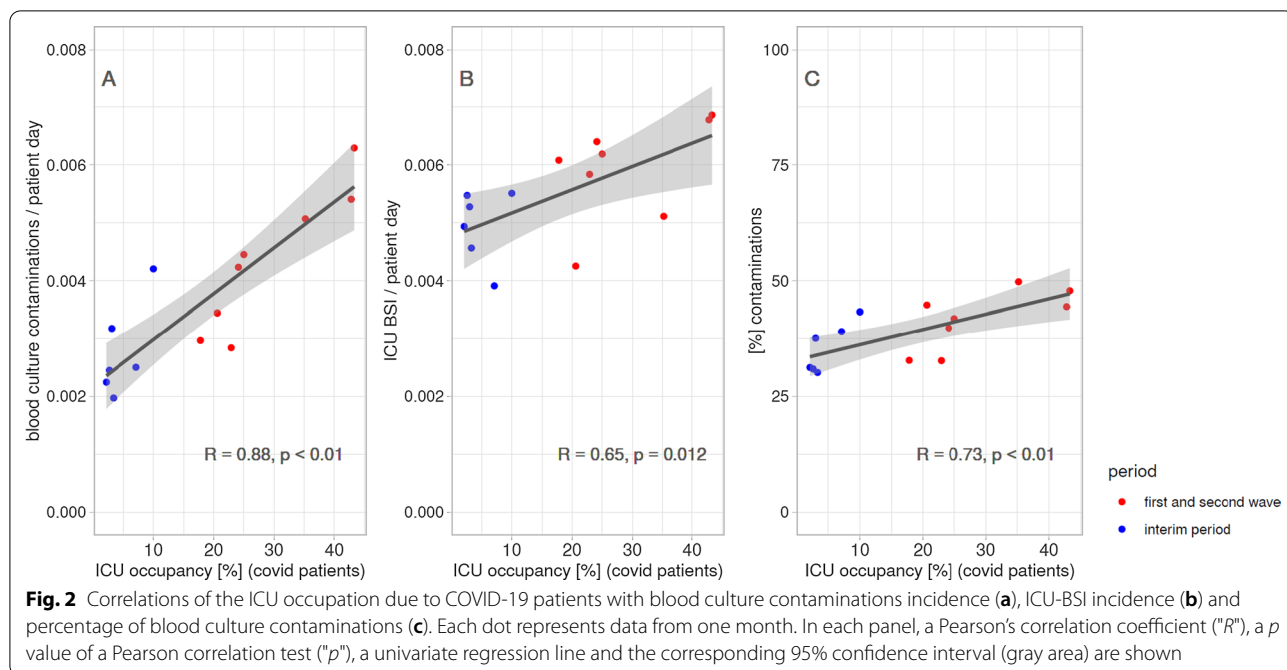 0.008
0.006
0.004
0.002
0.000
blood culture contaminations / patient day
A
R = 0.88, p < 0.01
10 20 30 40
ICU occupancy [%] (covid patients)
0.008
0.006
0.004
0.002
0.000
ICU BSI / patient day
B
R = 0.65, p = 0.012
10 20 30 40
ICU occupancy [%] (covid patients)
100
75
50
25
0
[%] contaminations
C
R = 0.73, p < 0.01
10 20 30 40
ICU occupancy [%] (covid patients)
period
first and second wave
interim period
Fig. 2 Correlations of the ICU occupation due to COVID-19 patients with blood culture contaminations incidence (a), ICU-BSI incidence (b) and
percentage of blood culture contaminations (c). Each dot represents data from one month. In each panel, a Pearson's correlation coefficient ("R"), a p
value of a Pearson correlation test ("p"), a univariate regression line and the corresponding 95% confidence interval (gray area) are shown